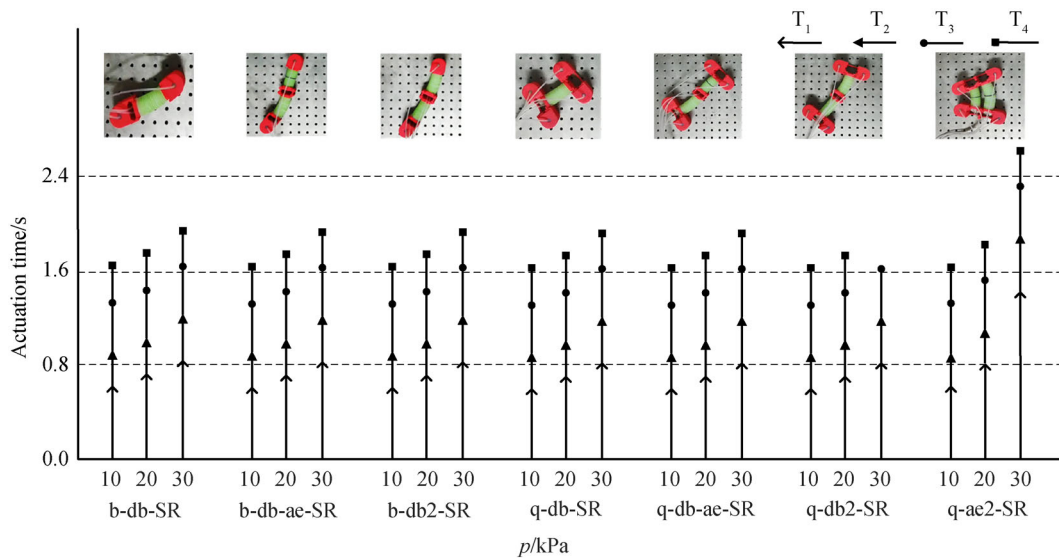 T1 T2 T3 T4
2.4
1.6
0.8
0.0
Actuation time/s
10 20 30 10 20 30 10 20 30 10 20 30 10 20 30 10 20 30 10 20 30
b-db-SR b-db-ae-SR b-db2-SR q-db-SR q-db-ae-SR q-db2-SR q-ae2-SR
p/kPa